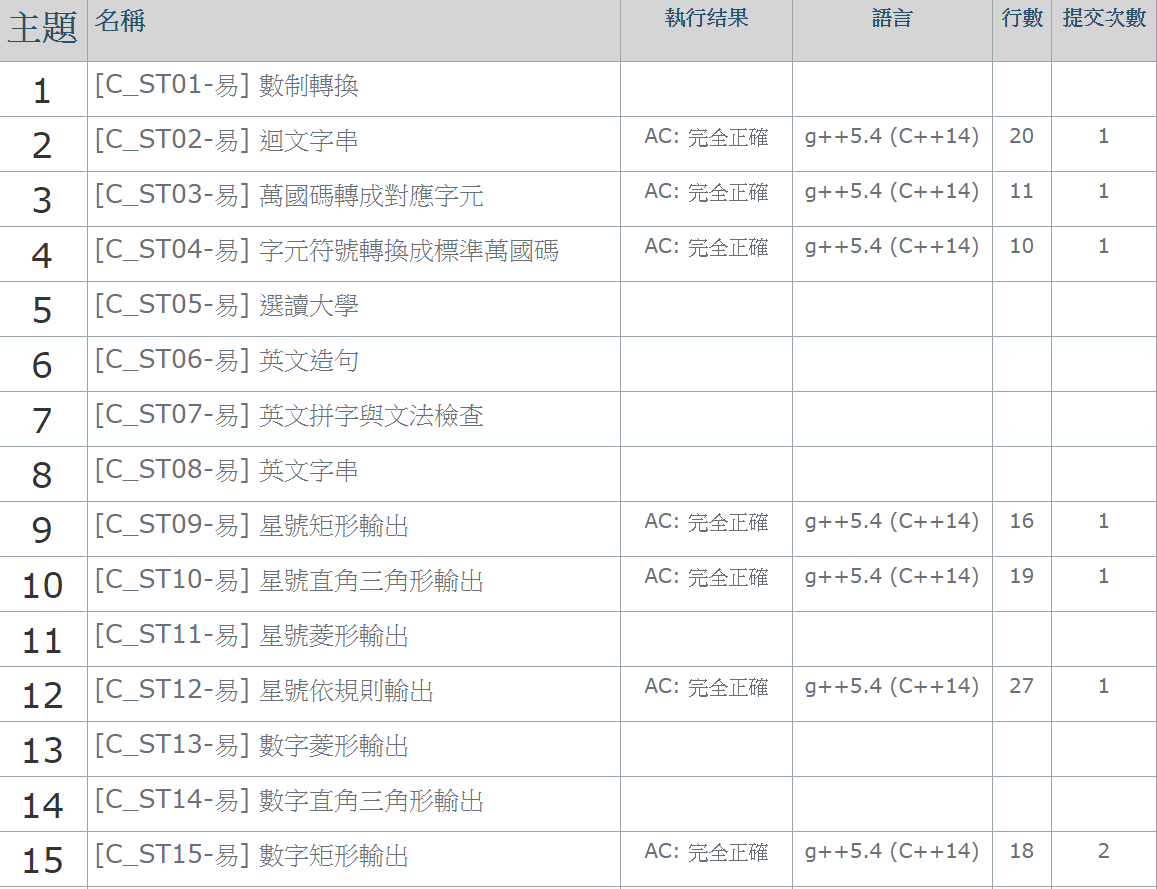 主題 名稱 執行结果 語言 行數 提交次數
1 [C_ST01-易] 數制轉換
2 [C_ST02-易] 迴文字串 AC: 完全正確 g++5.4 (C++14) 20 1
3 [C_ST03-易] 萬國碼轉成對應字元 AC: 完全正確 g++5.4 (C++14) 11 1
4 [C_ST04-易] 字元符號轉換成標準萬國碼 AC: 完全正確 g++5.4 (C++14) 10 1
5 [C_ST05-易] 選讀大學
6 [C_ST06-易] 英文造句
7 [C_ST07-易] 英文拼字與文法檢查
8 [C_ST08-易] 英文字串
9 [C_ST09-易] 星號矩形輸出 AC: 完全正確 g++5.4 (C++14) 16 1
10 [C_ST10-易] 星號直角三角形輸出 AC: 完全正確 g++5.4 (C++14) 19 1
11 [C_ST11-易] 星號菱形輸出
12 [C_ST12-易] 星號依規則輸出 AC: 完全正確 g++5.4 (C++14) 27 1
13 [C_ST13-易] 數字菱形輸出
14 [C_ST14-易] 數字直角三角形輸出
15 [C_ST15-易] 數字矩形輸出 AC: 完全正確 g++5.4 (C++14) 18 2